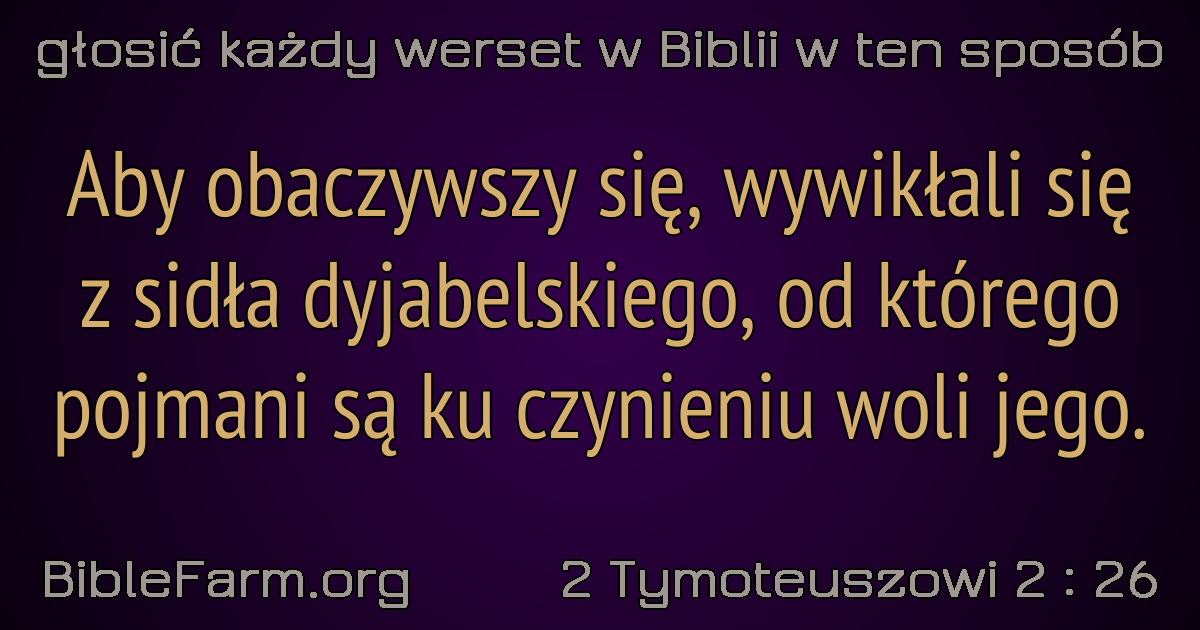 głosić każdy werset w Biblii w ten sposób
Aby obaczywszy się, wywikłali się
z sidła dyjabelskiego, od którego
pojmani są ku czynieniu woli jego.
BibleFarm.org
2 Tymoteuszowi 2 : 26